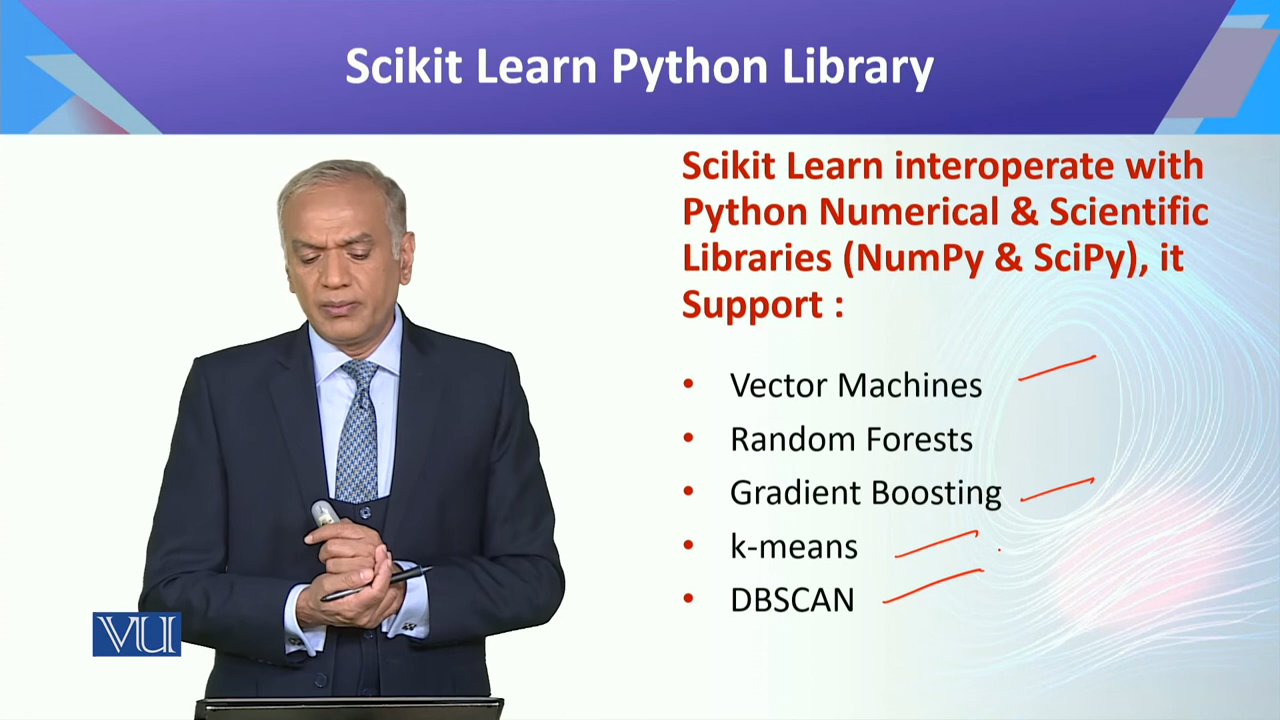 Scikit Learn Python Library
Scikit Learn interoperate with
Python Numerical & Scientific
Libraries (NumPy & SciPy), it
Support :
• Vector Machines
• Random Forests
• Gradient Boosting
• k-means
• DBSCAN
VU